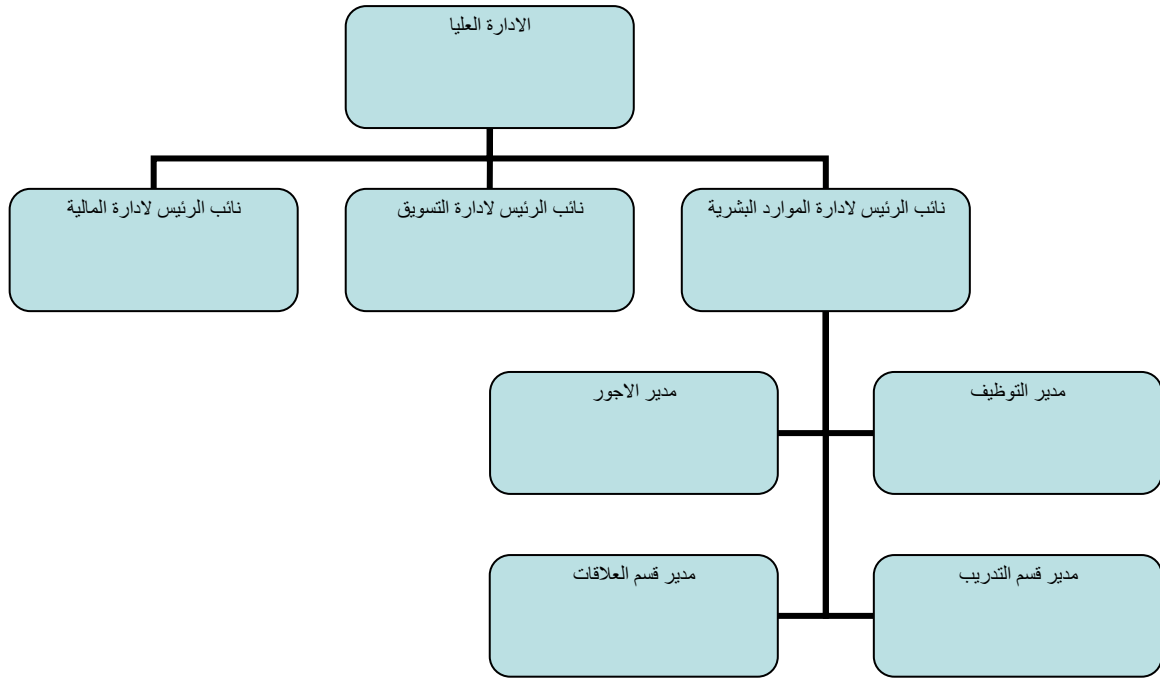 الادارة العليا
نائب الرئيس لادارة الموارد البشرية
نائب الرئيس لادارة التسويق
نائب الرئيس لادارة المالية
مدير التوظيف
مدير الاجور
مدير قسم التدريب
مدير قسم العلاقات